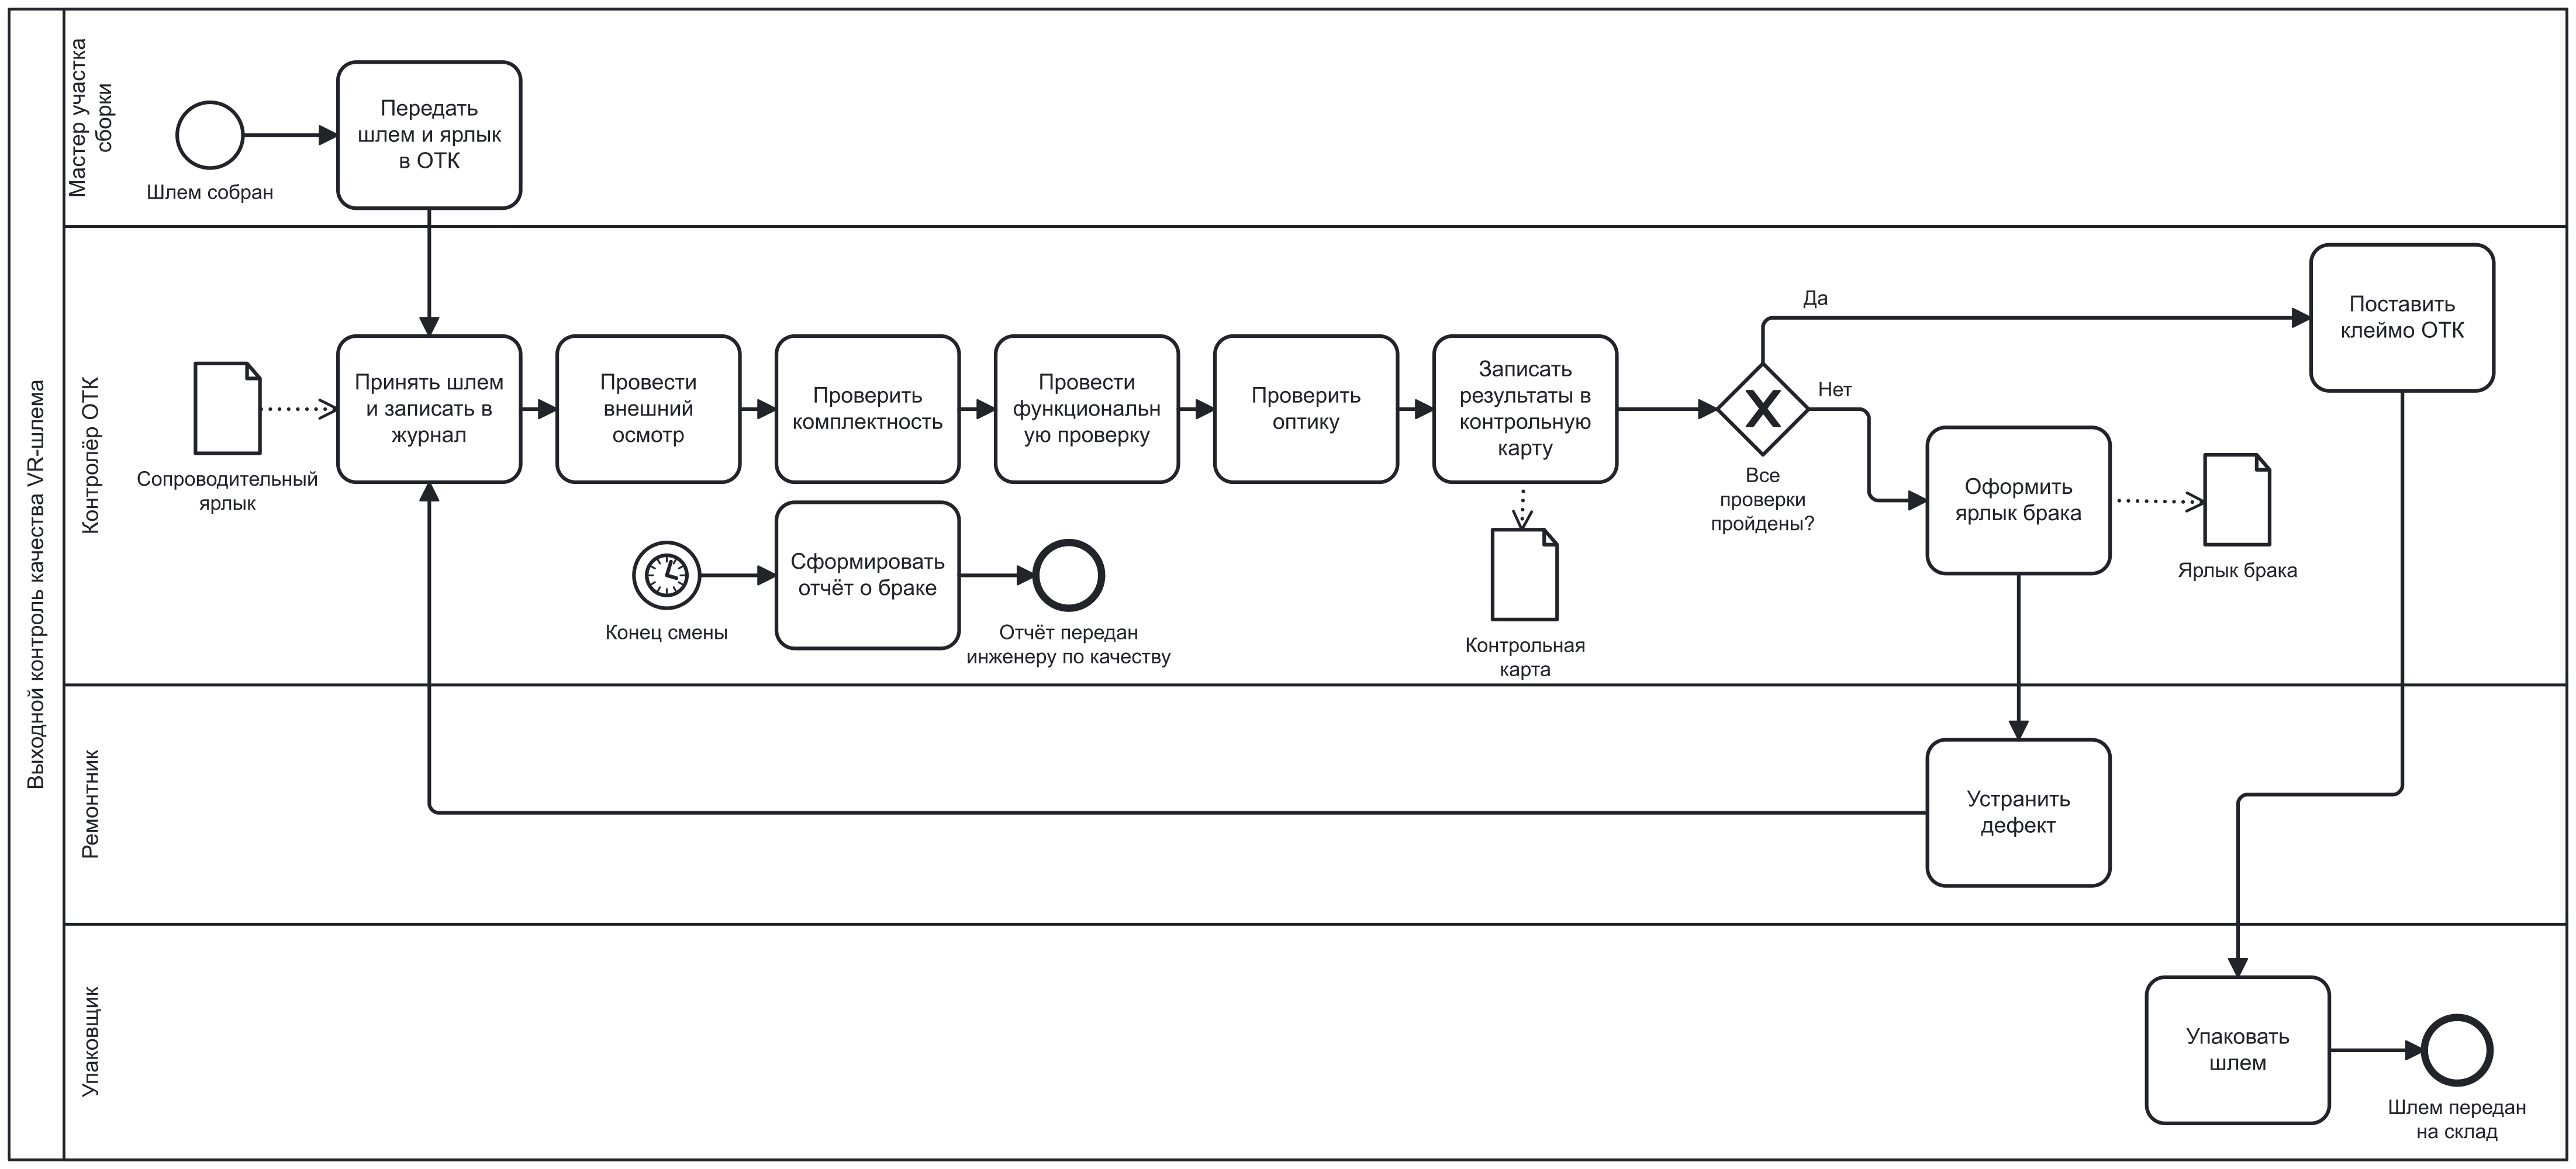 Выходной контроль качества VR-шлема
Мастер участка
сборки
Шлем собран
Передать
шлем и ярлык
в ОТК
Контролёр ОТК
Сопроводительный
ярлык
Принять шлем
и записать в
журнал
Провести
внешний
осмотр
Проверить
комплектность
Провести
функциональн
ую проверку
Проверить
оптику
Записать
результаты в
контрольную
карту
Контрольная
карта
Все
проверки
пройдены?
Да
Нет
Поставить
клеймо ОТК
Оформить
ярлык брака
Ярлык брака
Конец смены
Сформировать
отчёт о браке
Отчёт передан
инженеру по качеству
Ремонтник
Устранить
дефект
Упаковщик
Упаковать
шлем
Шлем передан
на склад